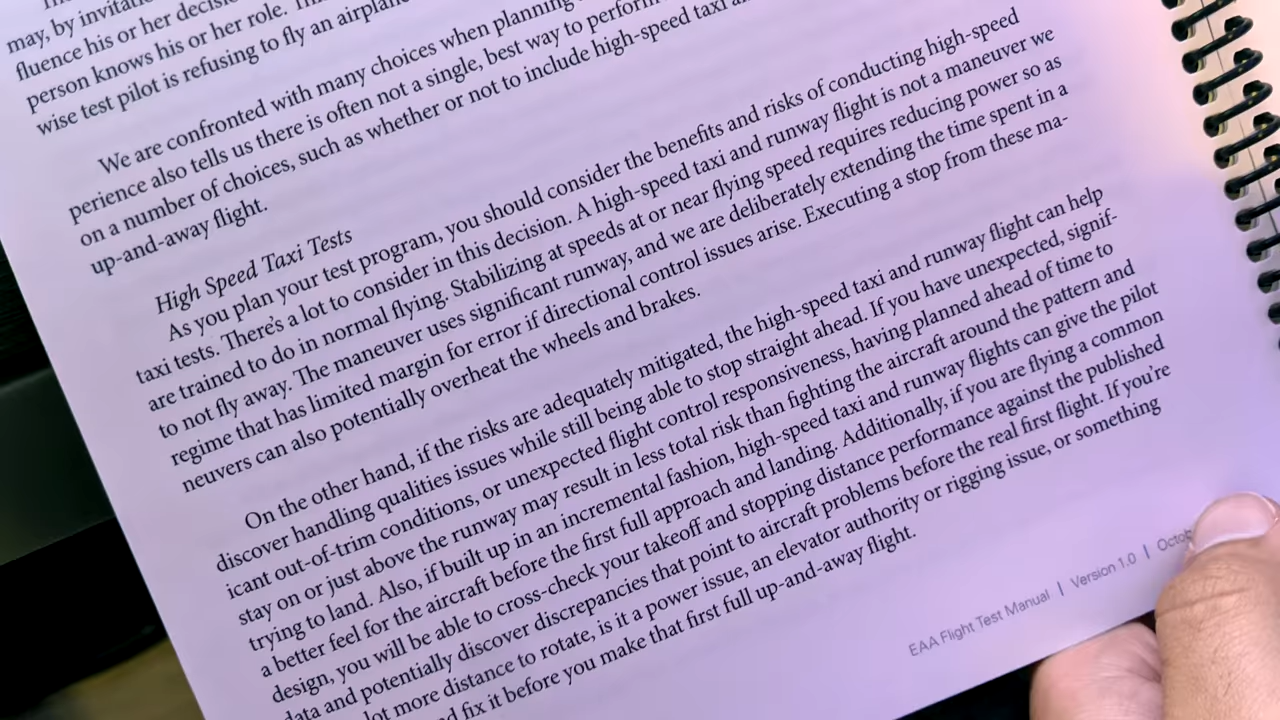 may, by invitatio
fluence his or her decisio
person knows his or her role. Th
wise test pilot is refusing to fly an airplane
We are confronted with many choices when planning
perience also tells us there is often not a single, best way to perform
on a number of choices, such as whether or not to include high-speed taxi a
up-and-away flight.
High Speed Taxi Tests
As you plan your test program, you should consider the benefits and risks of conducting high-speed
taxi tests. There's a lot to consider in this decision. A high-speed taxi and runway flight is not a maneuver we
are trained to do in normal flying. Stabilizing at speeds at or near flying speed requires reducing power so as
to not fly away. The maneuver uses significant runway, and we are deliberately extending the time spent in a
regime that has limited margin for error if directional control issues arise. Executing a stop from these ma-
neuvers can also potentially overheat the wheels and brakes.
On the other hand, if the risks are adequately mitigated, the high-speed taxi and runway flight can help
discover handling qualities issues while still being able to stop straight ahead. If you have unexpected, signif-
icant out-of-trim conditions, or unexpected flight control responsiveness, having planned ahead of time to
stay on or just above the runway may result in less total risk than fighting the aircraft around the pattern and
trying to land. Also, if built up in an incremental fashion, high-speed taxi and runway flights can give the pilot
a better feel for the aircraft before the first full approach and landing. Additionally, if you are flying a common
design, you will be able to cross-check your takeoff and stopping distance performance against the published
data and potentially discover discrepancies that point to aircraft problems before the real first flight. If you're
lot more distance to rotate, is it a power issue, an elevator authority or rigging issue, or something
nd fix it before you make that first full up-and-away flight.
EAA Flight Test Manual | Version 1.0 | Octob